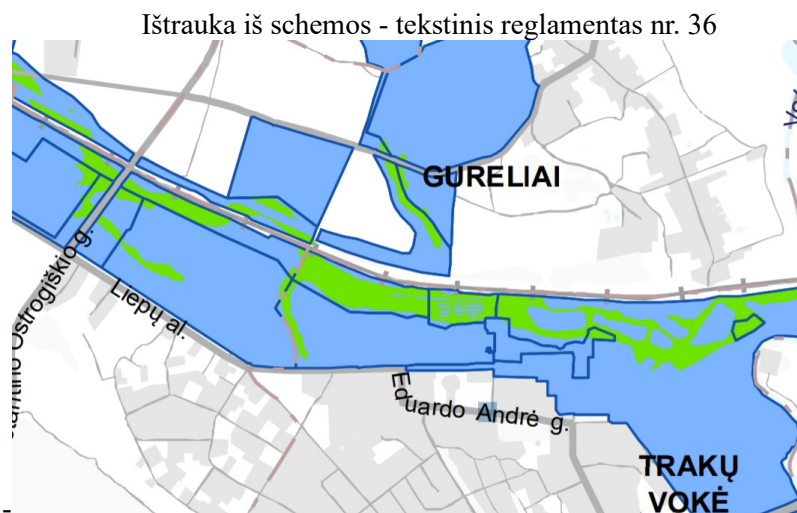 Ištrauka iš schemos - tekstinis reglamentas nr. 36
GURELIAI
Ostrogiškio g.
Liepų al.
Eduardo Andrė g.
TRAKŲ
VOKĖ
-